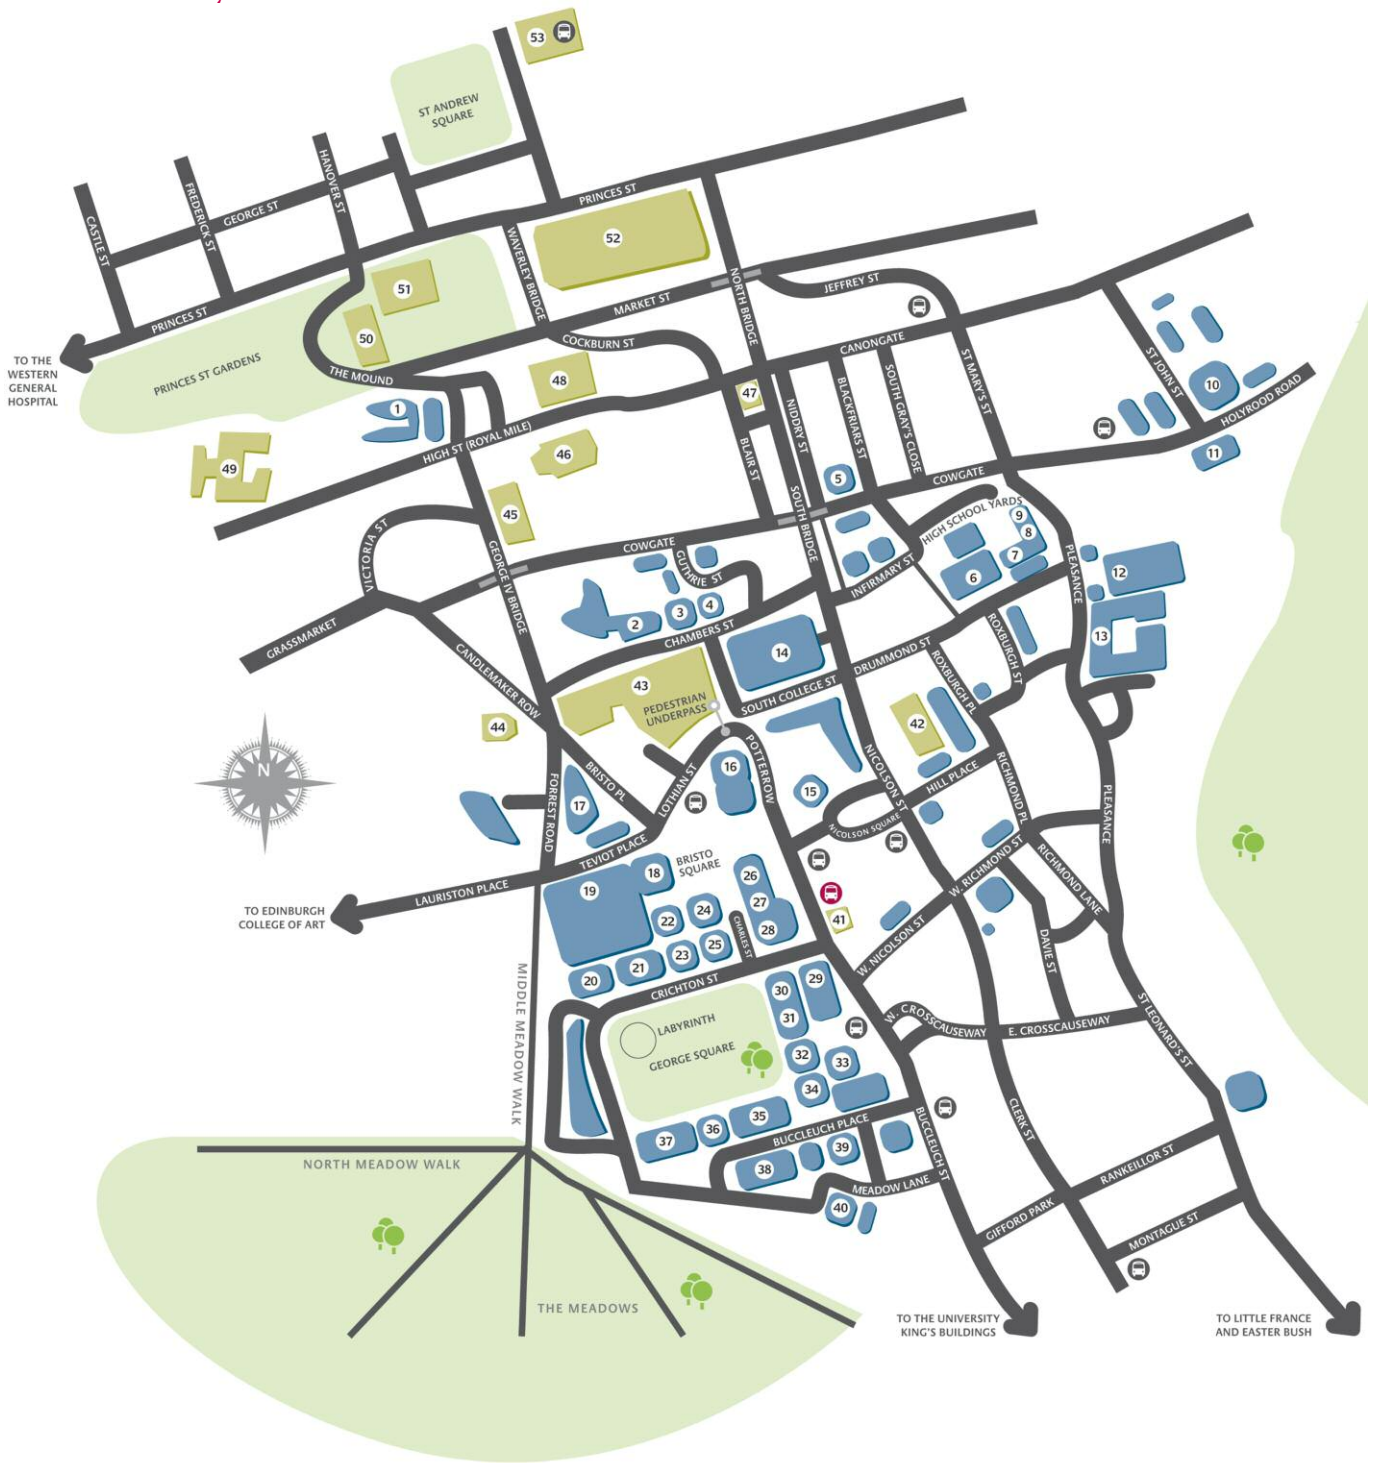 53
ST ANDREW
SQUARE
HANOVER ST
FREDERICK ST
CASTLE ST
GEORGE ST
PRINCES ST
52
WAVERLEY BRIDGE
51
50
PRINCES ST
PRINCES ST GARDENS
TO THE
WESTERN
GENERAL
HOSPITAL
THE MOUND
MARKET ST
NORTH BRIDGE
JEFFREY ST
COCKBURN ST
CANONGATE
ST MARY'S ST
ST JOHN ST
10
HOLYROOD ROAD
11
48
47
1
HIGH ST (ROYAL MILE)
49
46
45
NIDDRY ST
BLACKFRIARS ST
SOUTH GRAY'S CLOSE
BLAIR ST
5
COWGATE
SOUTH BRIDGE
HIGH SCHOOL YARDS
9
8
7
6
INFIRMARY ST
PLEASANCE
12
13
VICTORIA ST
GEORGE IV BRIDGE
COWGATE
GUTHRIE ST
2
3
4
CHAMBERS ST
GRASSMARKET
CANDLEMAKER ROW
14
DRUMMOND ST
SOUTH COLLEGE ST
ROXBURGH ST
ROXBURGH PL
43
PEDESTRIAN
UNDERPASS
44
42
N
BRISTO PL
FORREST ROAD
17
LOTHIAN ST
16
POTTERROW
15
NICOLSON ST
HILL PLACE
NICOLSON SQUARE
RICHMOND PL
PLEASANCE
TEVIOT PLACE
LAURISTON PLACE
TO EDINBURGH
COLLEGE OF ART
19
18
BRISTO
SQUARE
26
27
28
22
24
23
25
21
20
CHARLES ST
41
W. RICHMOND ST
RICHMOND LANE
W. NICOLSON ST
DAVIE ST
CRICHTON ST
MIDDLE MEADOW WALK
LABYRINTH
GEORGE SQUARE
30
29
31
32
33
34
35
36
37
W. CROSSCAUSEWAY
E. CROSSCAUSEWAY
ST LEONARD'S ST
CLERK ST
BUCCLEUCH PLACE
BUCCLEUCH ST
38
39
MEADOW LANE
40
NORTH MEADOW WALK
THE MEADOWS
GIFFORD PARK
RANKEILLOR ST
MONTAGUE ST
TO THE UNIVERSITY
KING'S BUILDINGS
TO LITTLE FRANCE
AND EASTER BUSH